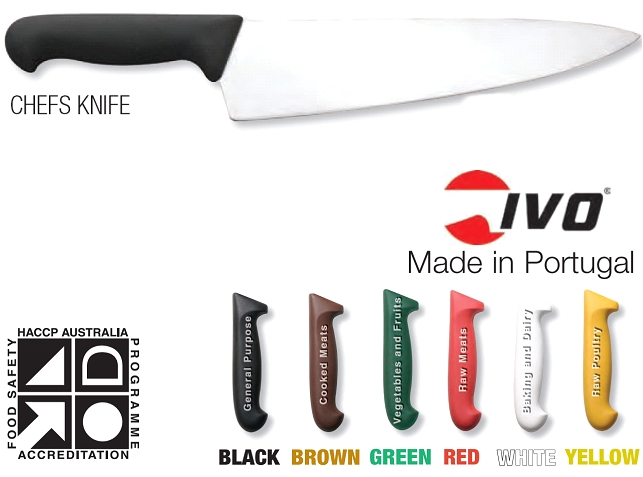 CHEFS KNIFE
IVO®
Made in Portugal
HACCP AUSTRALIA
FOOD SAFETY
PROGRAMME
ACCREDITATION
General Purpose
Cooked Meats
Vegetables and Fruits
Raw Meats
Baking and Dairy
Raw Poultry
BLACK BROWN GREEN RED WHITE YELLOW